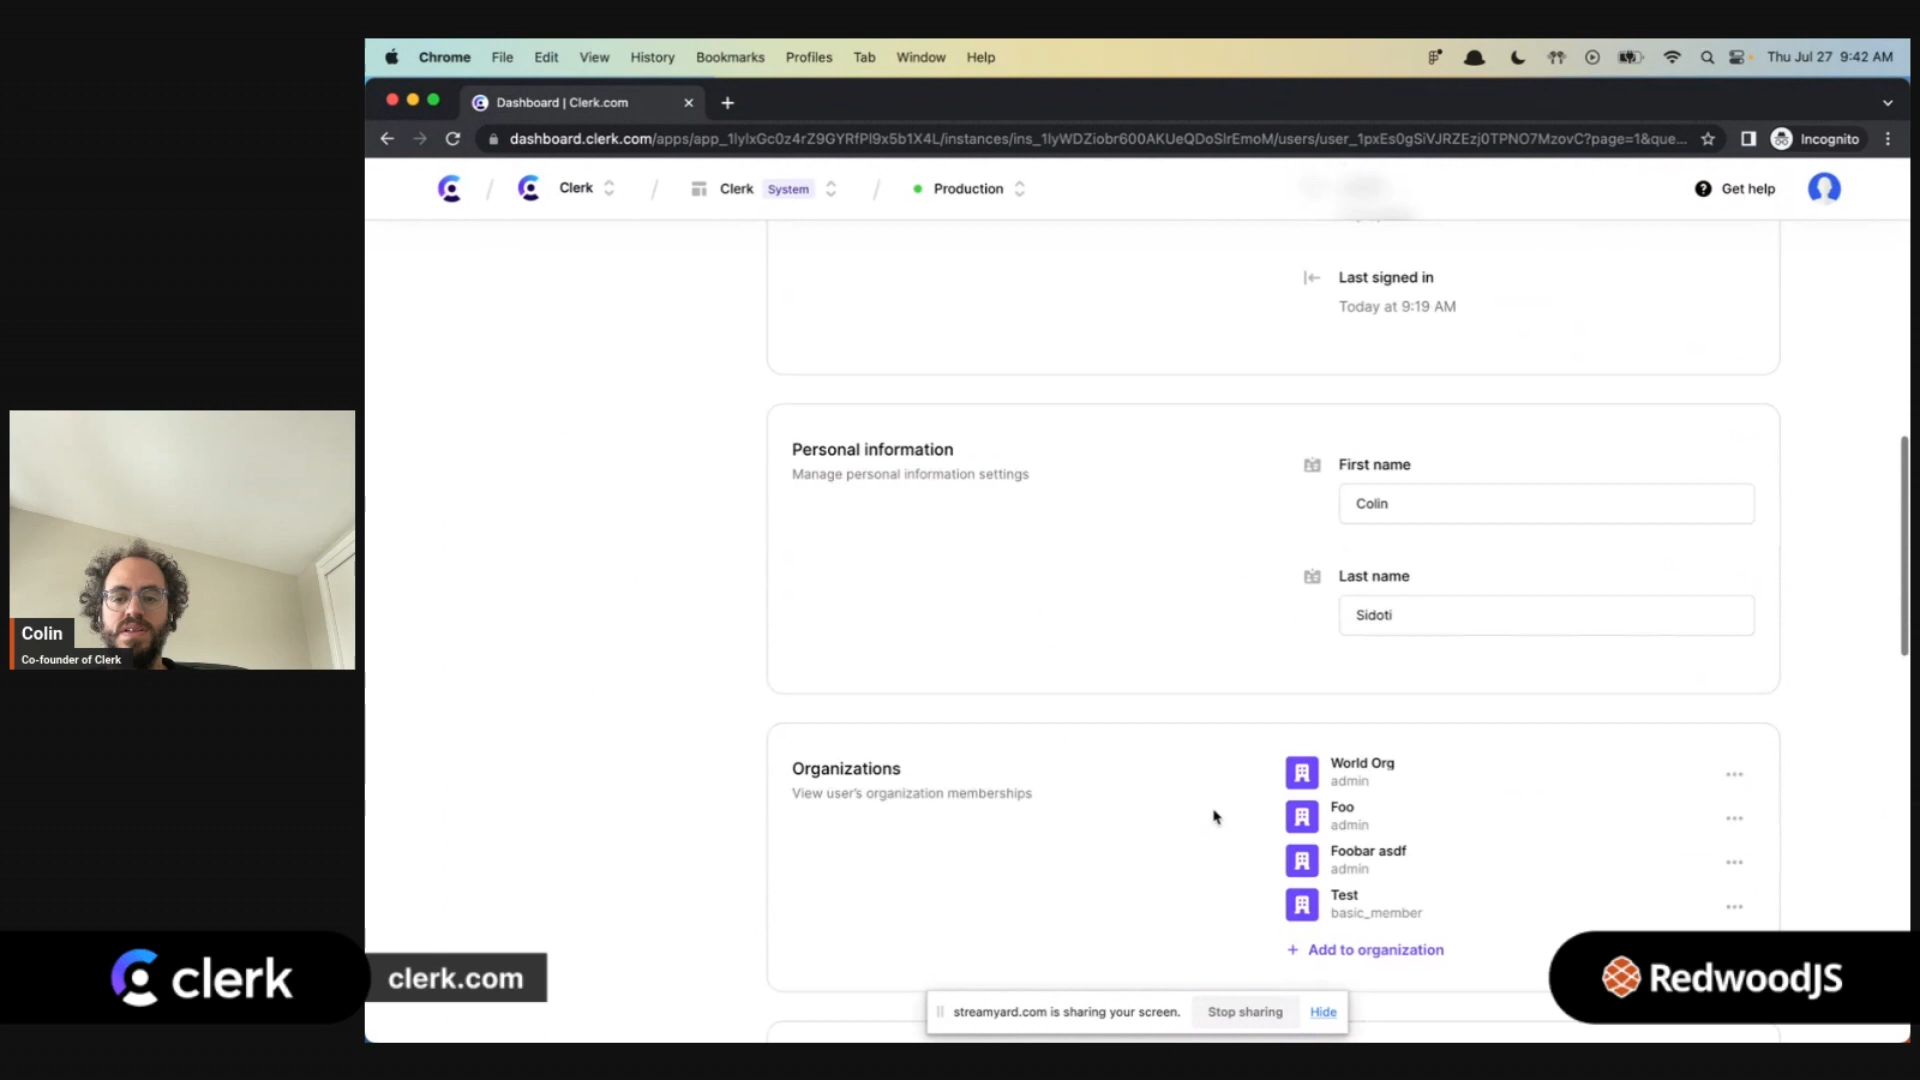 Chrome File Edit View History Bookmarks Profiles Tab Window Help
Thu Jul 27 9:42 AM
Dashboard | Clerk.com
dashboard.clerk.com/apps/app_1lylxGc0z4rZ9GYRfPl9x5b1X4L/instances/ins_1lyWDZiobr600AKUeQDoSlrEmoM/users/user_1pxEs0gSiVJRZEzj0TPNO7MzovC?page=1&que...
Incognito
/ Clerk / Clerk System / Production
Get help
Last signed in
Today at 9:19 AM
Personal information
Manage personal information settings
First name
Colin
Last name
Sidoti
Organizations
View user's organization memberships
World Org
admin
Foo
admin
Foobar asdf
admin
Test
basic_member
+ Add to organization
streamyard.com is sharing your screen. Stop sharing Hide
Colin
Co-founder of Clerk
clerk
clerk.com
RedwoodJS